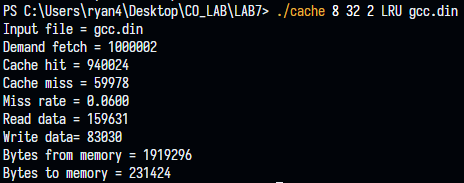 PS C:\Users\ryan4\Desktop\CO_LAB\LAB7> ./cache 8 32 2 LRU gcc.din
Input file = gcc.din
Demand fetch = 1000002
Cache hit = 940024
Cache miss = 59978
Miss rate = 0.0600
Read data = 159631
Write data= 83030
Bytes from memory = 1919296
Bytes to memory = 231424